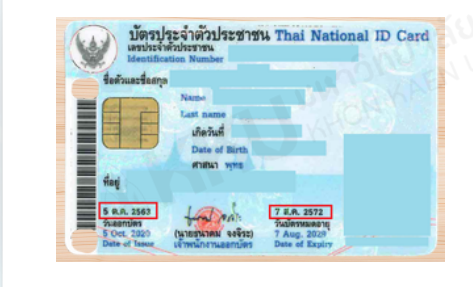 บัตรประจำตัวประชาชน Thai National ID Card
เลขประจำตัวประชาชน
Identification Number
ชื่อตัวและชื่อสกุล
Name
Last name
เกิดวันที่
Date of Birth
ศาสนา พุทธ
ที่อยู่
5 ต.ค. 2563
วันออกบัตร
5 Oct. 2020
Date of Issue
(นายธนาคม จงจิระ)
เจ้าพนักงานออกบัตร
7 ส.ค. 2572
วันบัตรหมดอายุ
7 Aug. 2029
Date of Expiry
KHON KAEN